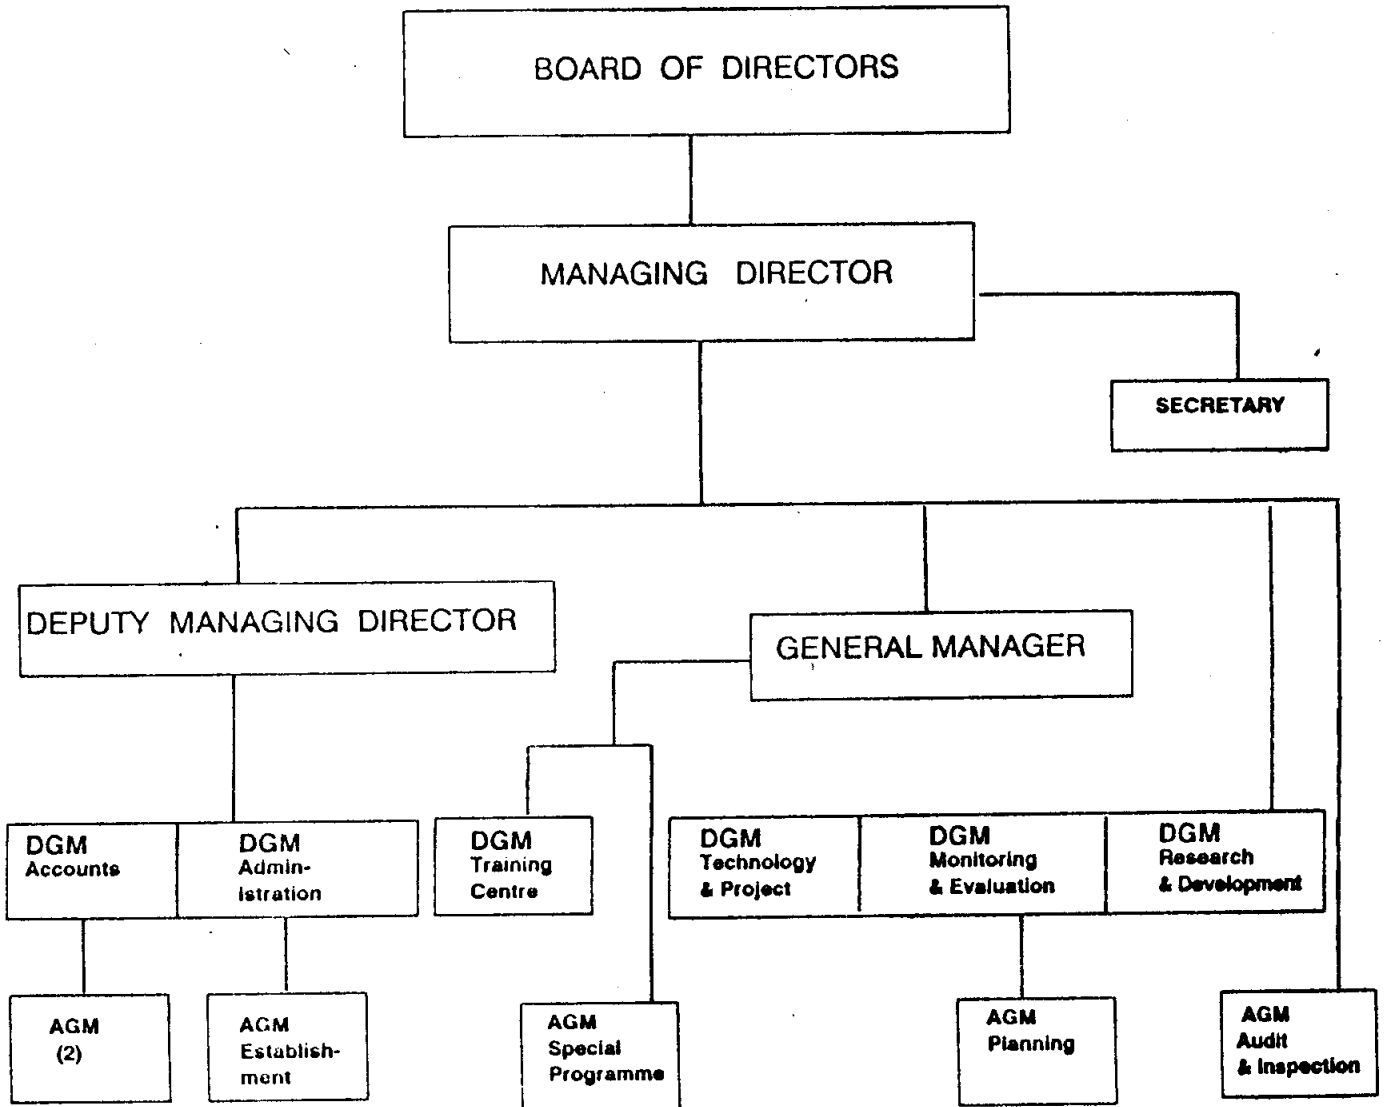 BOARD OF DIRECTORS
MANAGING DIRECTOR
SECRETARY
DEPUTY MANAGING DIRECTOR
GENERAL MANAGER
DGM
Accounts
DGM
Admin-
istration
DGM
Training
Centre
DGM
Technology
& Project
DGM
Monitoring
& Evaluation
DGM
Research
& Development
AGM
(2)
AGM
Establish-
ment
AGM
Special
Programme
AGM
Planning
AGM
Audit
& Inspection